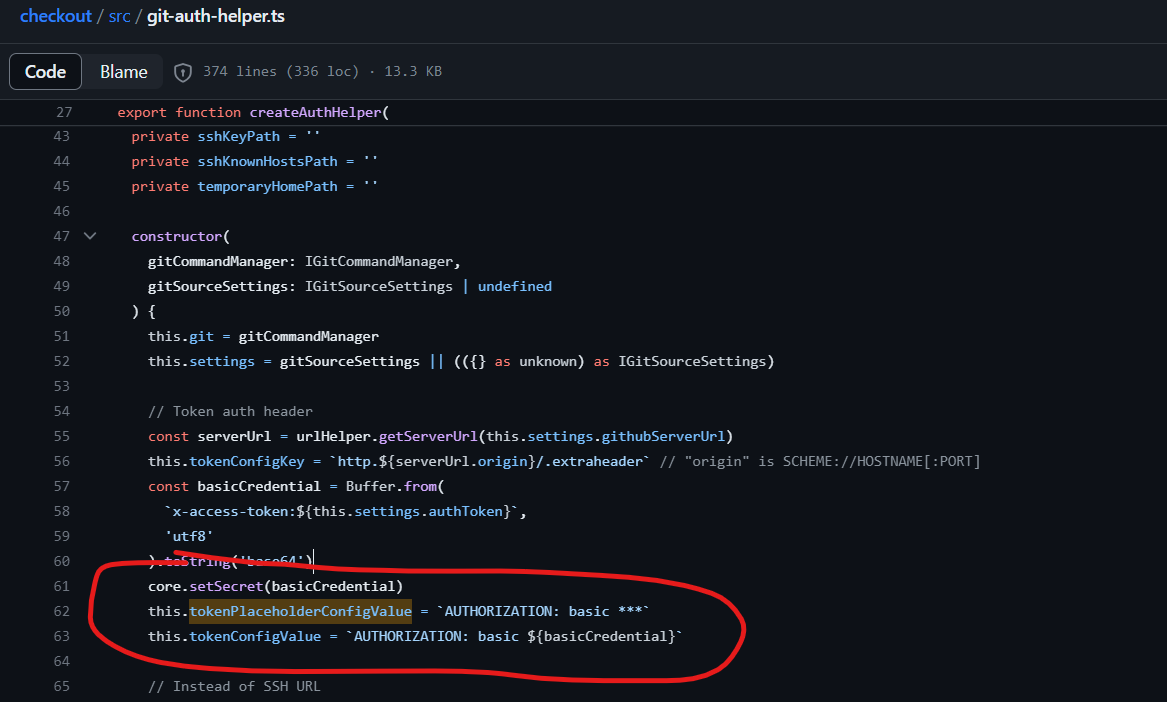 checkout / src / git-auth-helper.ts
Code Blame 374 lines (336 loc) · 13.3 KB
27 export function createAuthHelper(
43 private sshKeyPath = ''
44 private sshKnownHostsPath = ''
45 private temporaryHomePath = ''
46
47 constructor(
48 gitCommandManager: IGitCommandManager,
49 gitSourceSettings: IGitSourceSettings | undefined
50 ) {
51 this.git = gitCommandManager
52 this.settings = gitSourceSettings || (({} as unknown) as IGitSourceSettings)
53
54 // Token auth header
55 const serverUrl = urlHelper.getServerUrl(this.settings.githubServerUrl)
56 this.tokenConfigKey = `http.${serverUrl.origin}/.extraheader` // "origin" is SCHEME://HOSTNAME[:PORT]
57 const basicCredential = Buffer.from(
58 `x-access-token:${this.settings.authToken}`,
59 'utf8'
60 ).toString('base64')
61 core.setSecret(basicCredential)
62 this.tokenPlaceholderConfigValue = `AUTHORIZATION: basic ***`
63 this.tokenConfigValue = `AUTHORIZATION: basic ${basicCredential}`
64
65 // Instead of SSH URL